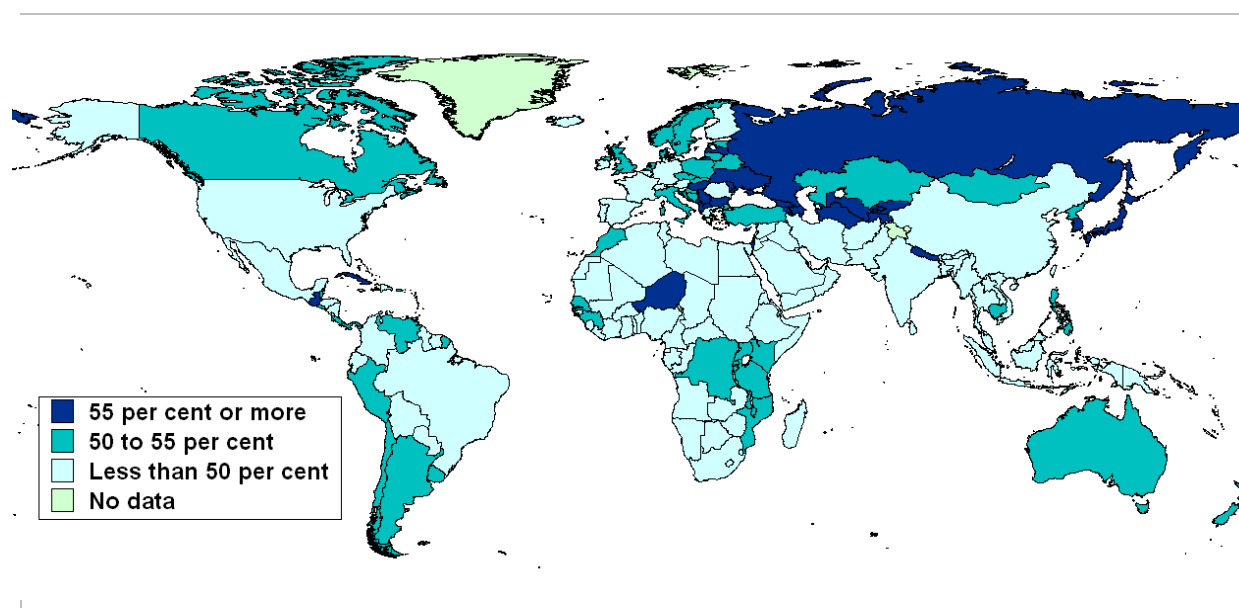 55 per cent or more
50 to 55 per cent
Less than 50 per cent
No data